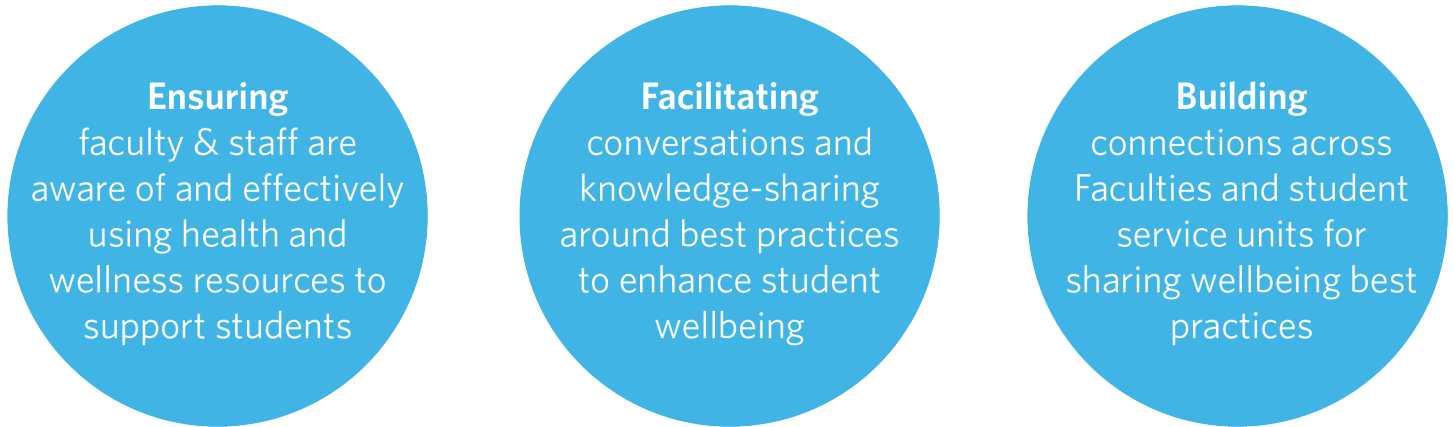 Ensuring
faculty & staff are
aware of and effectively
using health and
wellness resources to
support students
Facilitating
conversations and
knowledge-sharing
around best practices
to enhance student
wellbeing
Building
connections across
Faculties and student
service units for
sharing wellbeing best
practices